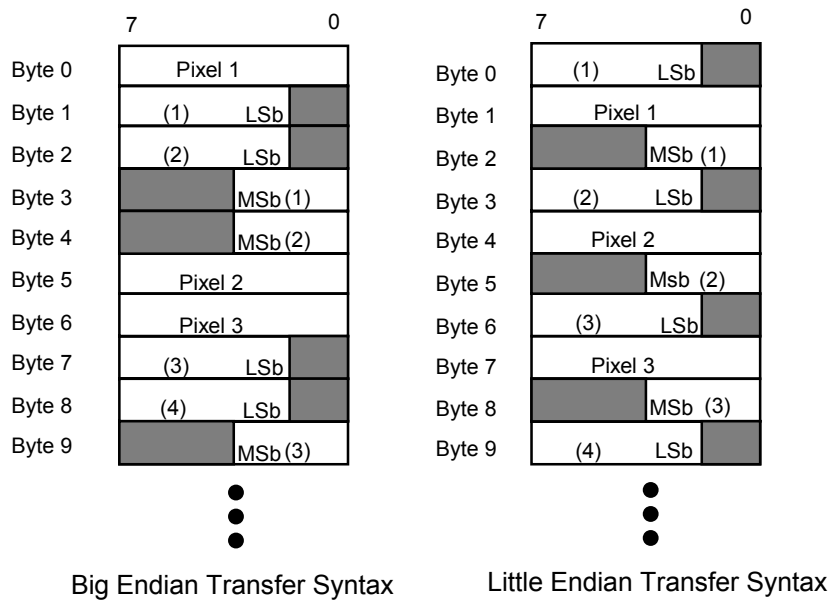 7 0
Byte 0 Pixel 1
Byte 1 (1) LSb
Byte 2 (2) LSb
Byte 3 MSb (1)
Byte 4 MSb (2)
Byte 5 Pixel 2
Byte 6 Pixel 3
Byte 7 (3) LSb
Byte 8 (4) LSb
Byte 9 MSb (3)
Big Endian Transfer Syntax
7 0
Byte 0 (1) LSb
Byte 1 Pixel 1
Byte 2 MSb (1)
Byte 3 (2) LSb
Byte 4 Pixel 2
Byte 5 Msb (2)
Byte 6 (3) LSb
Byte 7 Pixel 3
Byte 8 MSb (3)
Byte 9 (4) LSb
Little Endian Transfer Syntax